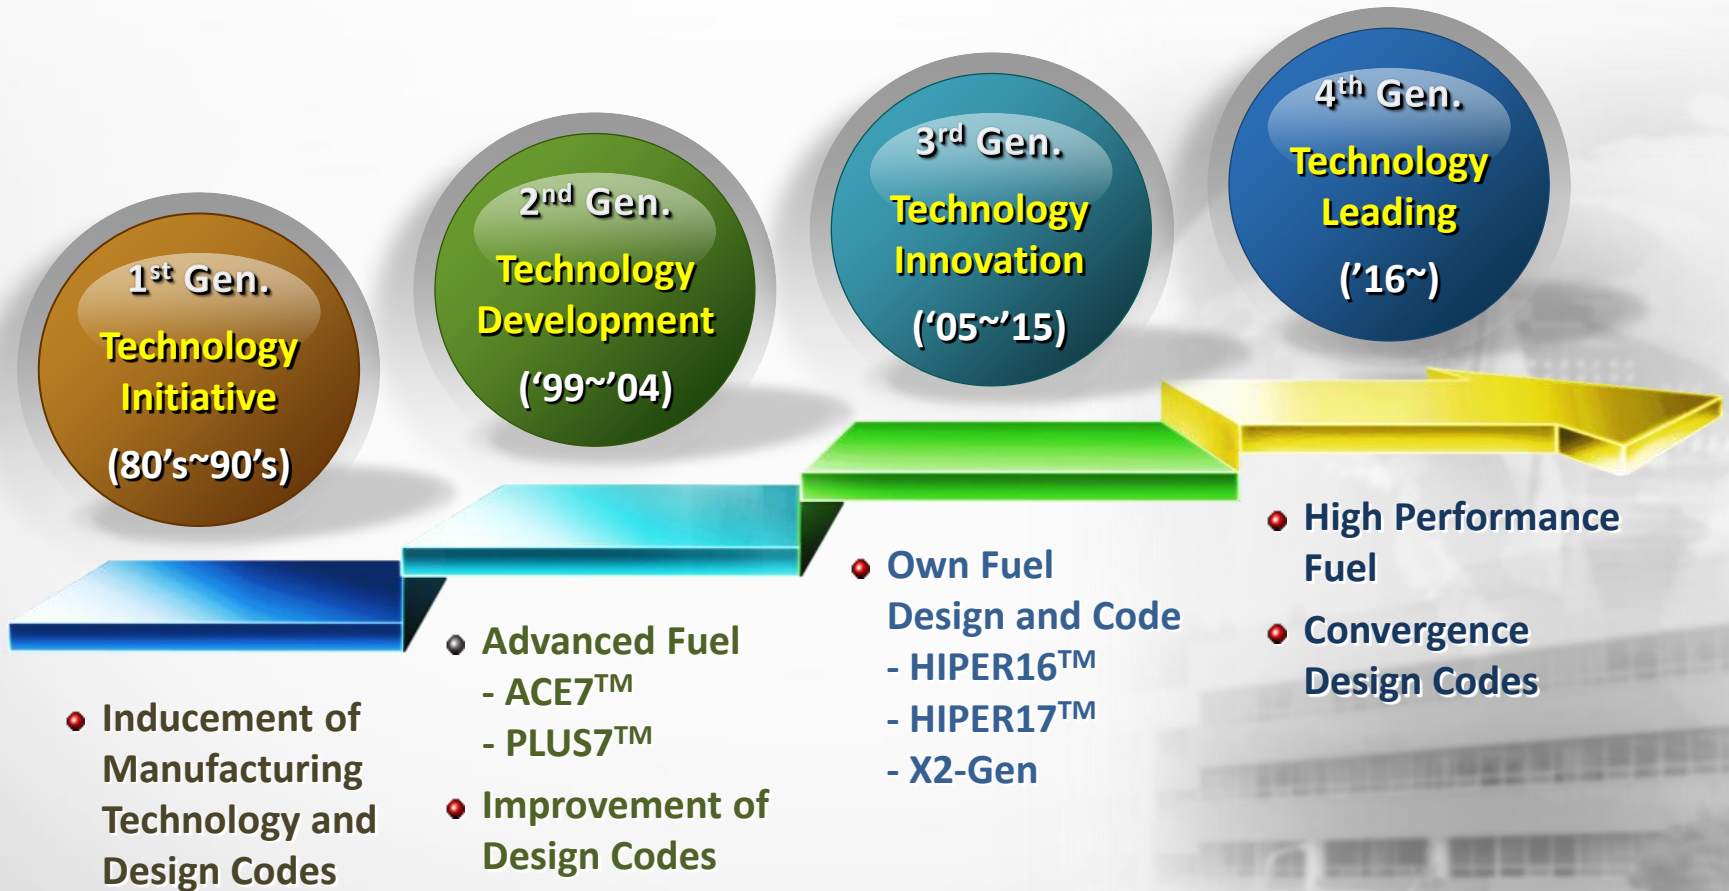 1st Gen.
Technology
Initiative
(80's~90's)
Inducement of
Manufacturing
Technology and
Design Codes
2nd Gen.
Technology
Development
(‘99~’04)
Advanced Fuel
- ACE7™
- PLUS7™
Improvement of
Design Codes
3rd Gen.
Technology
Innovation
(‘05~’15)
Own Fuel
Design and Code
- HIPER16™
- HIPER17™
- X2-Gen
4th Gen.
Technology
Leading
(’16~)
High Performance
Fuel
Convergence
Design Codes